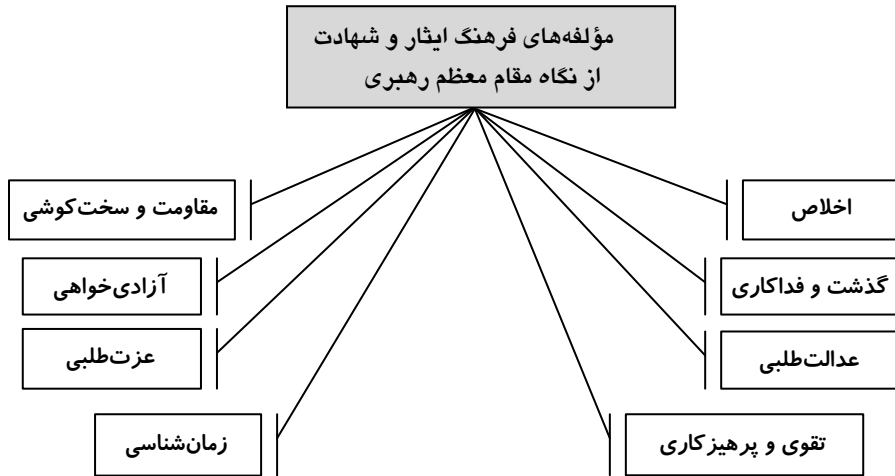 مؤلفه‌های فرهنگ ایثار و شهادت
از نگاه مقام معظم رهبری
اخلاص
مقاومت و سخت‌کوشی
گذشت و فداکاری
آزادی‌خواهی
عدالت‌طلبی
عزت‌طلبی
تقوی و پرهیزکاری
زمان‌شناسی